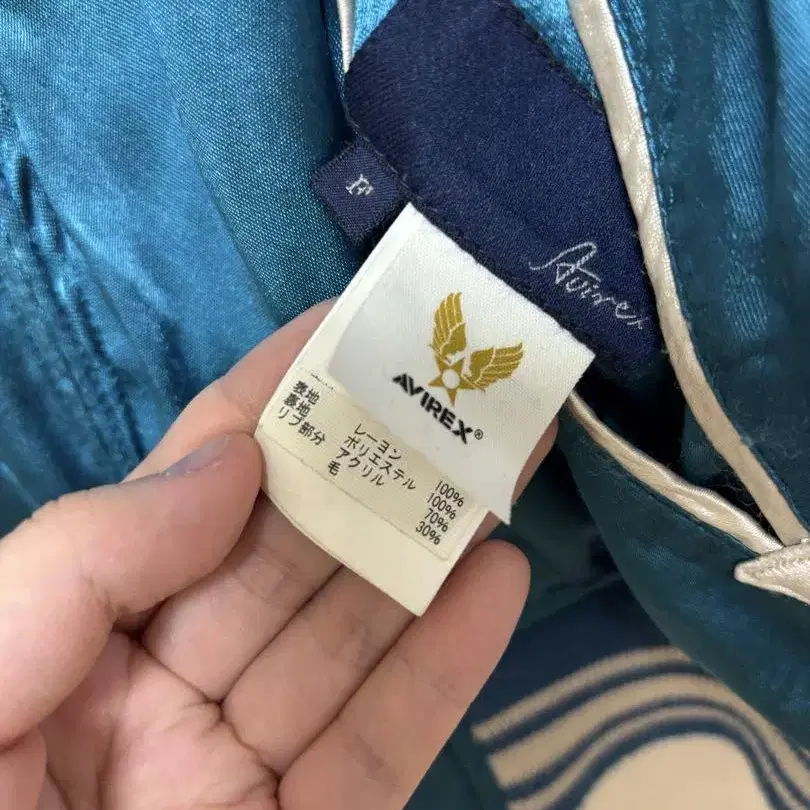 F
Avirex
AVIREX®
表地 レーヨン 100%
裏地 ポリエステル 100%
リブ部分 アクリル 70%
毛 30%